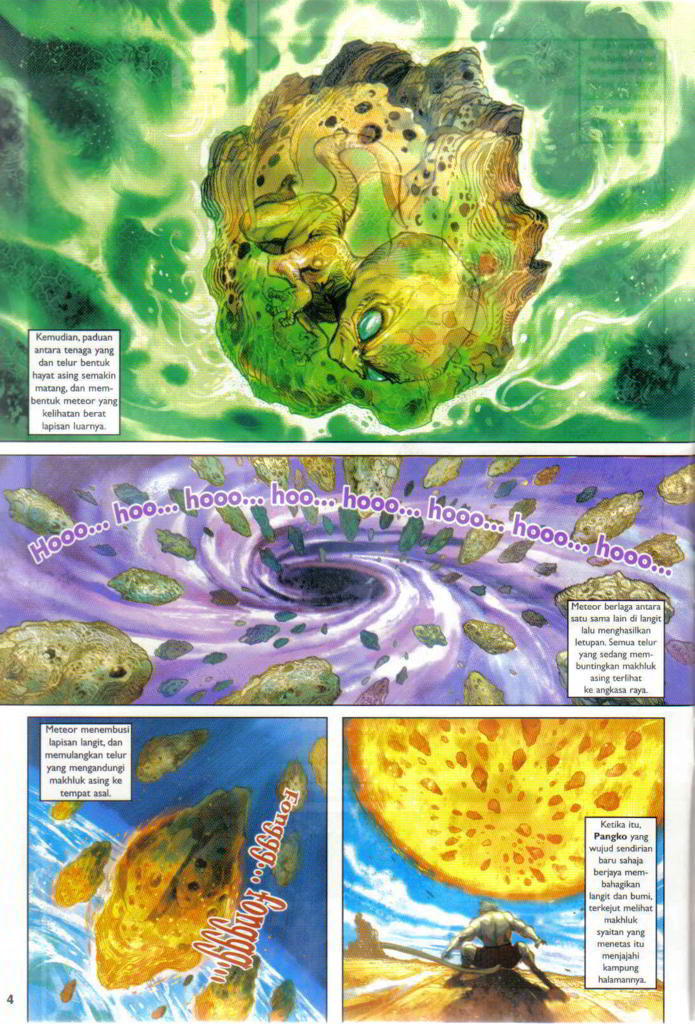 Kemudian, paduan
antara tenaga yang
dan telur bentuk
hayat asing semakin
matang, dan mem-
bentuk meteor yang
kelihatan berat
lapisan luarnya.
Hooo... hoo... hooo... hoo... hooo... hooo... hooo... hooo...
Meteor berlaga antara
satu sama lain di langit
lalu menghasilkan
letupan. Semua telur
yang sedang mem-
buntingkan makhluk
asing terlihat
ke angkasa raya.
Meteor menembusi
lapisan langit, dan
memulangkan telur
yang mengandungi
makhluk asing ke
tempat asal.
Fonggg... fonggg
ggg...
Ketika itu,
Pangko yang
wujud sendirian
baru sahaja
berjaya mem-
bahagikan
langit dan bumi,
terkejut melihat
makhluk
syaitan yang
menetas itu
menjajahi
kampung
halamannya.
4